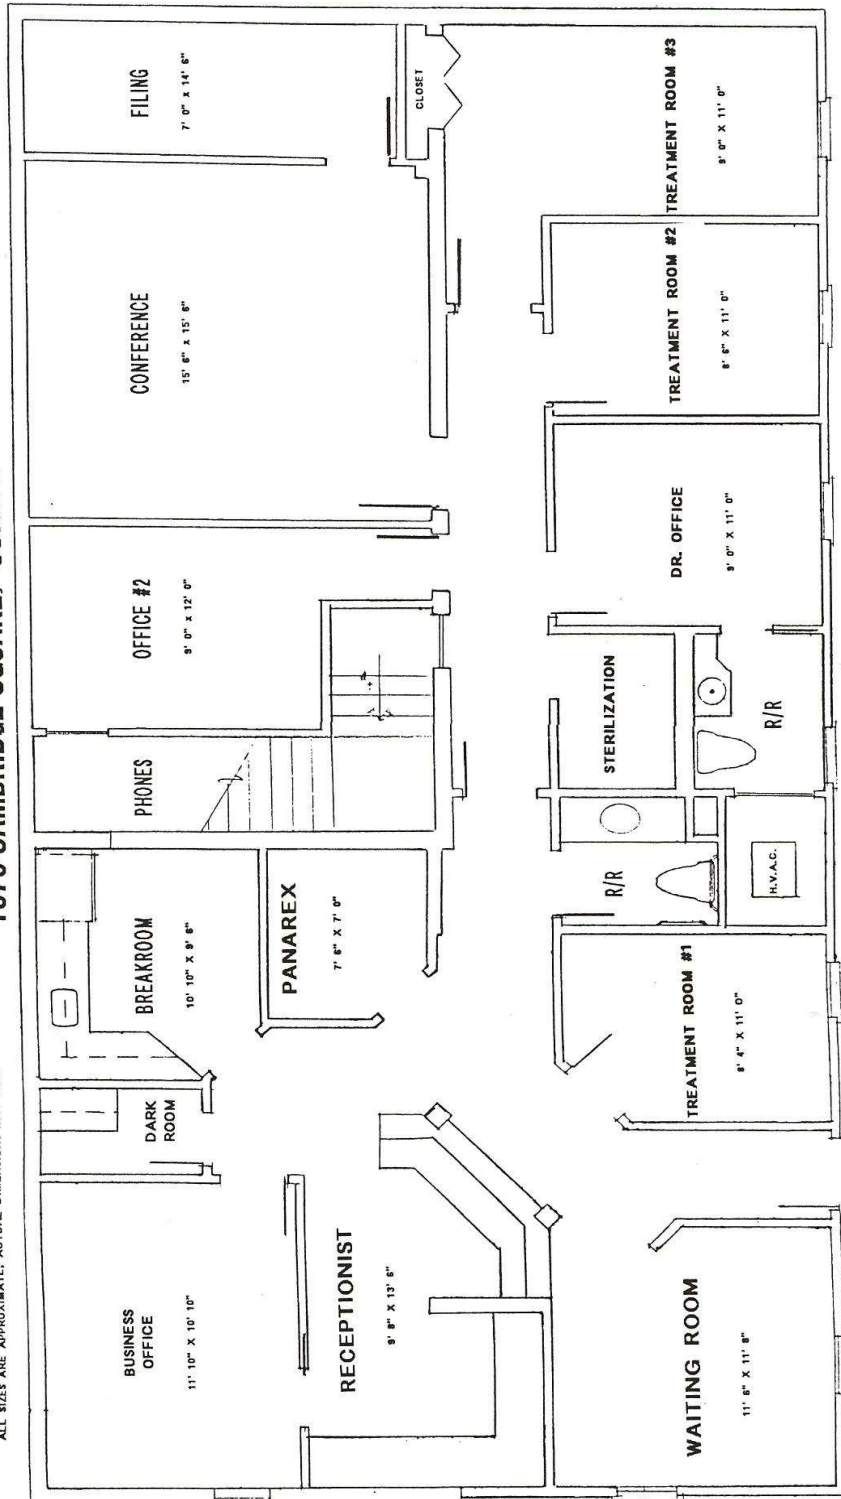 ALL SIZES ARE APPROXIMATE, ACTUAL DIMENSIONS
CAMBRIDGE SQUARE,
BUSINESS
OFFICE
11' 10" X 10' 10"
DARK
ROOM
BREAKROOM
10' 10" X 9' 6"
PHONES
OFFICE #2
9' 0" x 12' 0"
CONFERENCE
15' 6" x 15' 6"
FILING
7' 0" x 14' 6"
RECEPTIONIST
9' 8" X 13' 6"
PANAREX
7' 6" X 7' 0"
CLOSET
WAITING ROOM
11' 6" X 11' 8"
TREATMENT ROOM #1
8' 4" X 11' 0"
R/R
H.V.A.C.
STERILIZATION
R/R
DR. OFFICE
9' 0" X 11' 0"
TREATMENT ROOM #2
8' 6" X 11' 0"
TREATMENT ROOM #3
9' 0" X 11' 0"